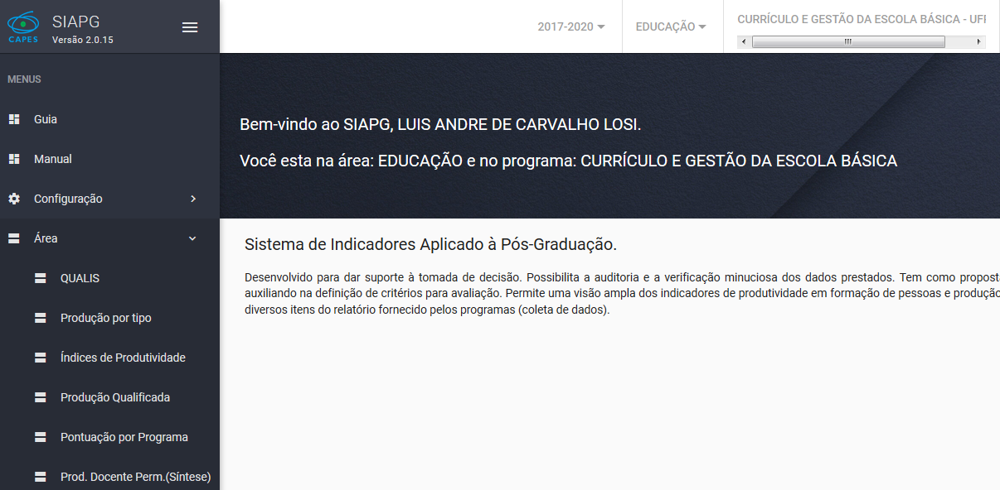 SIAPG
Versão 2.0.15
CAPES
2017-2020
EDUCAÇÃO
CURRÍCULO E GESTÃO DA ESCOLA BÁSICA - UFI
MENUS
Guia
Manual
Configuração
Área
QUALIS
Produção por tipo
Índices de Produtividade
Produção Qualificada
Pontuação por Programa
Prod. Docente Perm.(Síntese)
Bem-vindo ao SIAPG, LUIS ANDRE DE CARVALHO LOSI.
Você esta na área: EDUCAÇÃO e no programa: CURRÍCULO E GESTÃO DA ESCOLA BÁSICA
Sistema de Indicadores Aplicado à Pós-Graduação.
Desenvolvido para dar suporte à tomada de decisão. Possibilita a auditoria e a verificação minuciosa dos dados prestados. Tem como propost
auxiliando na definição de critérios para avaliação. Permite uma visão ampla dos indicadores de produtividade em formação de pessoas e produção
diversos itens do relatório fornecido pelos programas (coleta de dados).